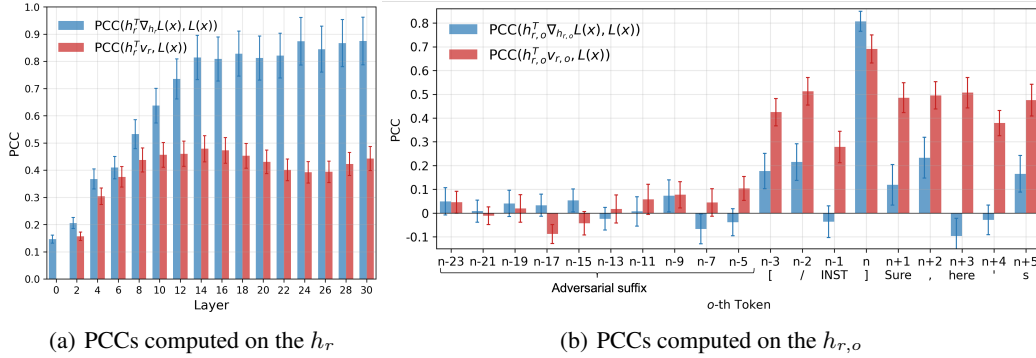 PCC(h_r^T ∇_{h_r} L(x), L(x))
PCC(h_r^T v_r, L(x))
1.0
0.9
0.8
0.7
0.6
0.5
0.4
0.3
0.2
0.1
0.0
PCC
0 2 4 6 8 10 12 14 16 18 20 22 24 26 28 30
Layer
(a) PCCs computed on the h_r
PCC(h_{r,o}^T ∇_{h_{r,o}} L(x), L(x))
PCC(h_{r,o}^T v_{r,o}, L(x))
0.8
0.7
0.6
0.5
0.4
0.3
0.2
0.1
0
-0.1
PCC
n-23 n-21 n-19 n-17 n-15 n-13 n-11 n-9 n-7 n-5 n-3 n-2 n-1 n n+1 n+2 n+3 n+4 n+5
[ / INST ] Sure , here ' s
Adversarial suffix
o-th Token
(b) PCCs computed on the h_{r,o}